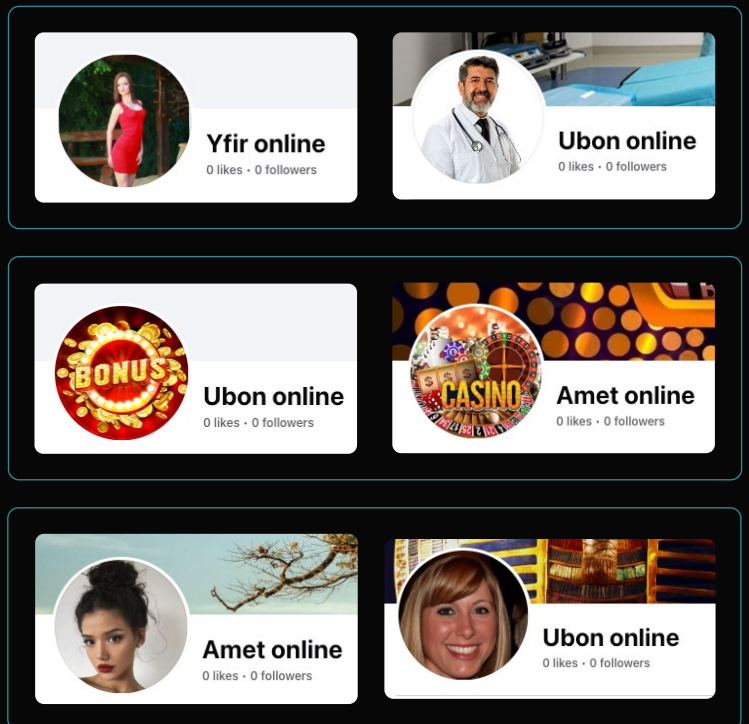 Yfir online
0 likes • 0 followers
Ubon online
0 likes • 0 followers
BONUS
Ubon online
0 likes • 0 followers
CASINO
Amet online
0 likes • 0 followers
Amet online
0 likes • 0 followers
Ubon online
0 likes • 0 followers